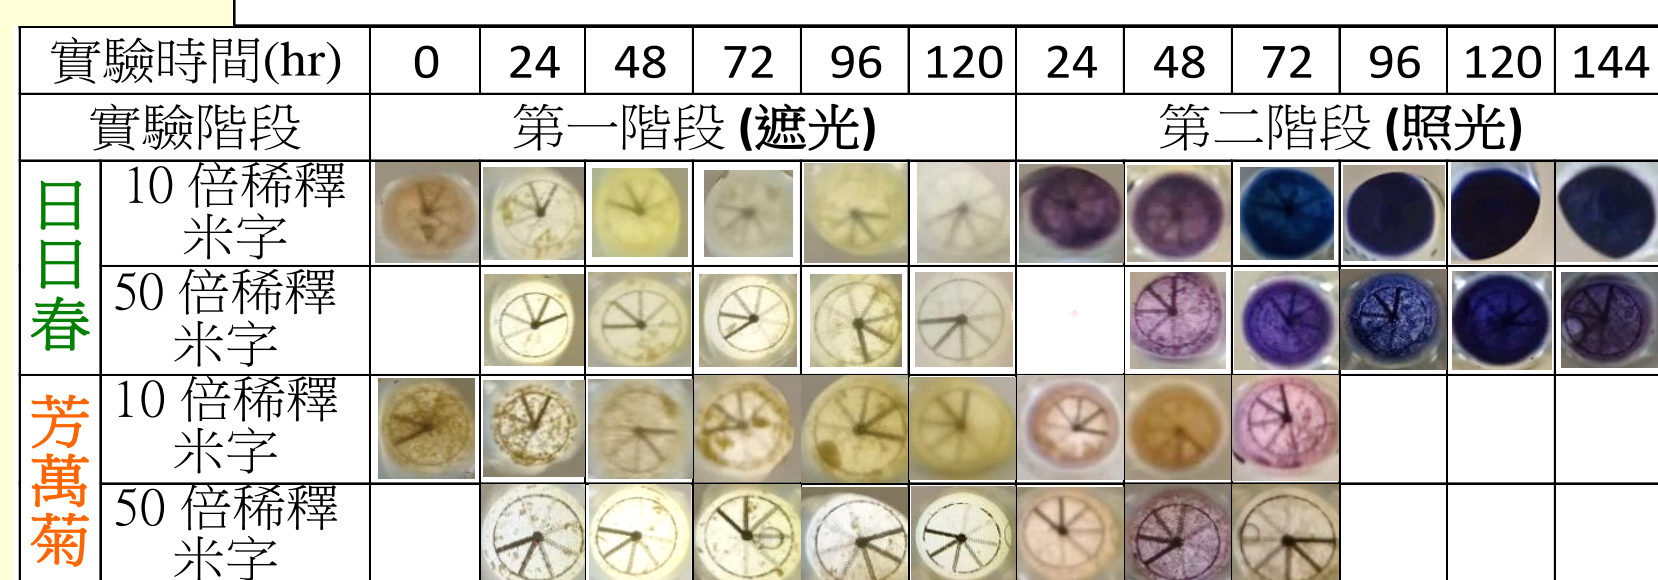 實驗時間(hr) 0 24 48 72 96 120 24 48 72 96 120 144
實驗階段 第一階段 (遮光) 第二階段 (照光)
日日春
10 倍稀釋
米字
50 倍稀釋
米字
芳萬菊
10 倍稀釋
米字
50 倍稀釋
米字